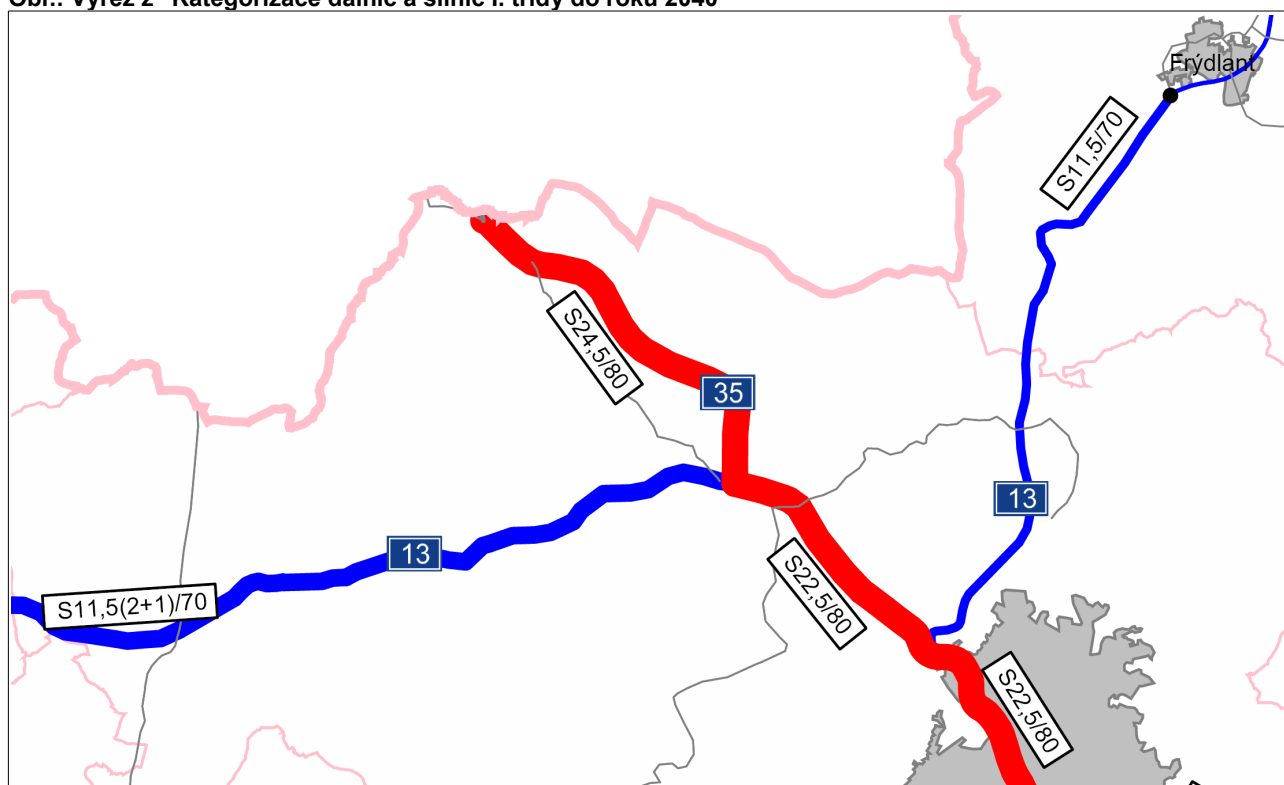 Obr.: Výřez 2 "Kategorizace dálnic a silnic I. třídy do roku 2040"
Frýdlant
S11,5/70
S24,5/80
35
13
13
S11,5(2+1)/70
S22,5/80
S22,5/80